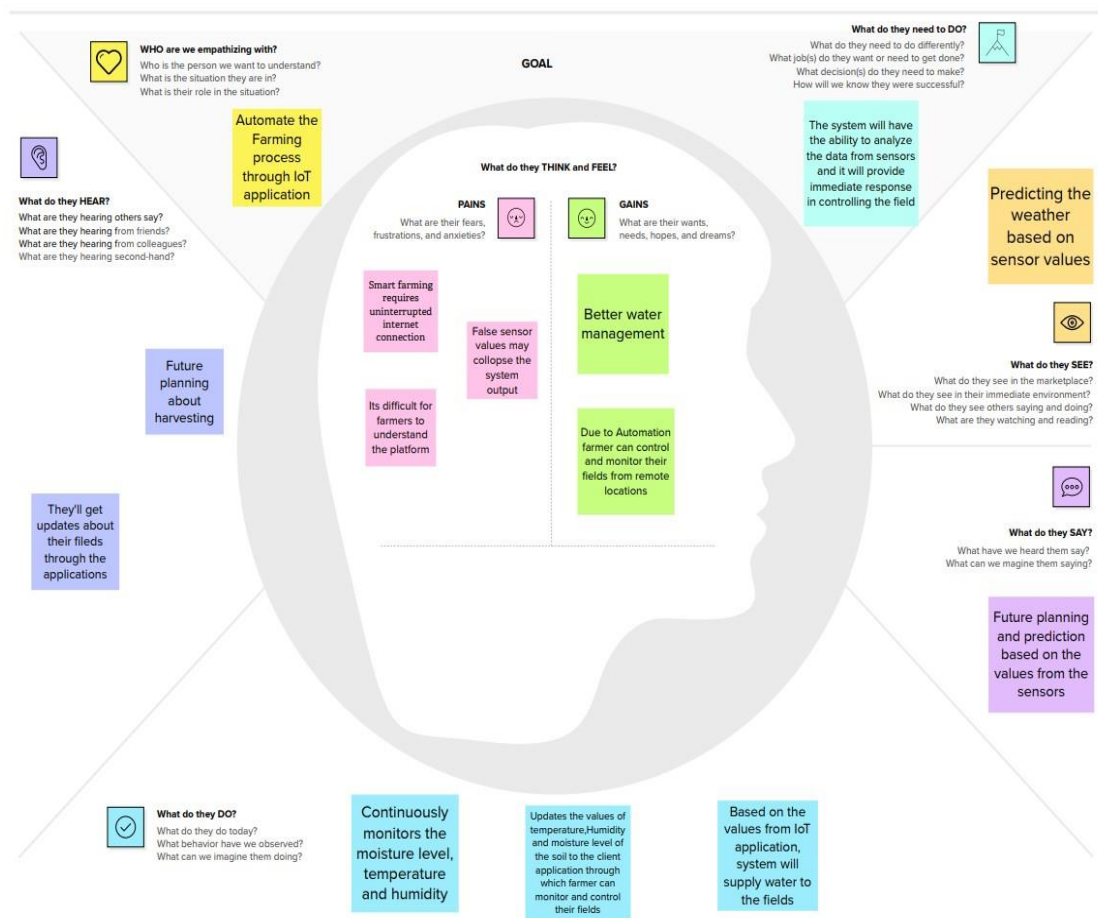 WHO are we empathizing with?
Who is the person we want to understand?
What is the situation they are in?
What is their role in the situation?
Automate the
Farming
process
through IoT
application
GOAL
What do they need to DO?
What do they need to do differently?
What job(s) do they want or need to get done?
What decision(s) do they need to make?
How will we know they were successful?
The system will have
the ability to analyze
the data from sensors
and it will provide
immediate response
in controlling the field
What do they HEAR?
What are they hearing others say?
What are they hearing from friends?
What are they hearing from colleagues?
What are they hearing second-hand?
Future
planning
about
harvesting
They'll get
updates about
their fileds
through the
applications
What do they THINK and FEEL?
PAINS
What are their fears,
frustrations, and anxieties?
Smart farming
requires
uninterrupted
internet
connection
False sensor
values may
collopse the
system
output
Its difficult for
farmers to
understand
the platform
GAINS
What are their wants,
needs, hopes, and dreams?
Better water
management
Due to Automation
farmer can control
and monitor their
fields from remote
locations
Predicting the
weather
based on
sensor values
What do they SEE?
What do they see in the marketplace?
What do they see in their immediate environment?
What do they see others saying and doing?
What are they watching and reading?
What do they SAY?
What have we heard them say?
What can we magine them saying?
Future planning
and prediction
based on the
values from the
sensors
What do they DO?
What do they do today?
What behavior have we observed?
What can we imagine them doing?
Continuously
monitors the
moisture level,
temperature
and humidity
Updates the values of
temperature,Humidity
and moisture level of
the soil to the client
application through
which farmer can
monitor and control
their fields
Based on the
values from IoT
application,
system will
supply water to
the fields